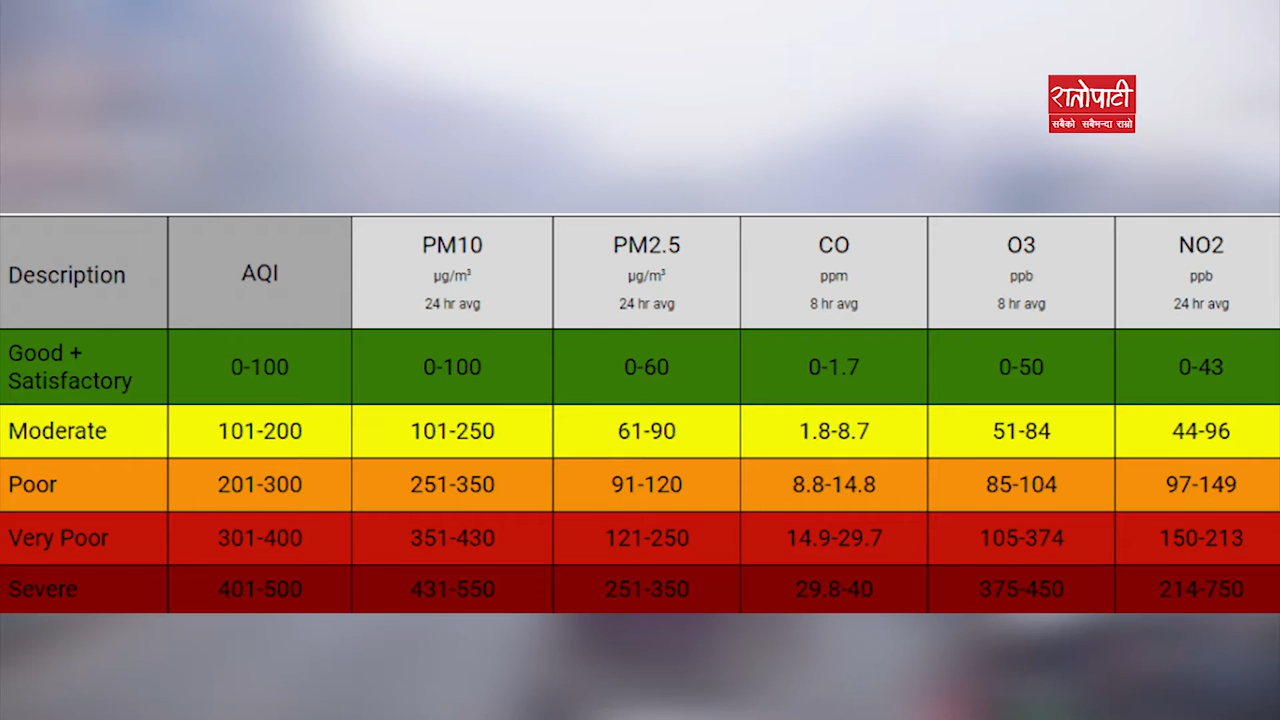 रातोपाटी
सबैको सबैभन्दा राम्रो
Description AQI PM10 PM2.5 CO O3 NO2
µg/m³ µg/m³ ppm ppb ppb
24 hr avg 24 hr avg 8 hr avg 8 hr avg 24 hr avg
Good +
Satisfactory 0-100 0-100 0-60 0-1.7 0-50 0-43
Moderate 101-200 101-250 61-90 1.8-8.7 51-84 44-96
Poor 201-300 251-350 91-120 8.8-14.8 85-104 97-149
Very Poor 301-400 351-430 121-250 14.9-29.7 105-374 150-213
Severe 401-500 431-550 251-350 29.8-40 375-450 214-750